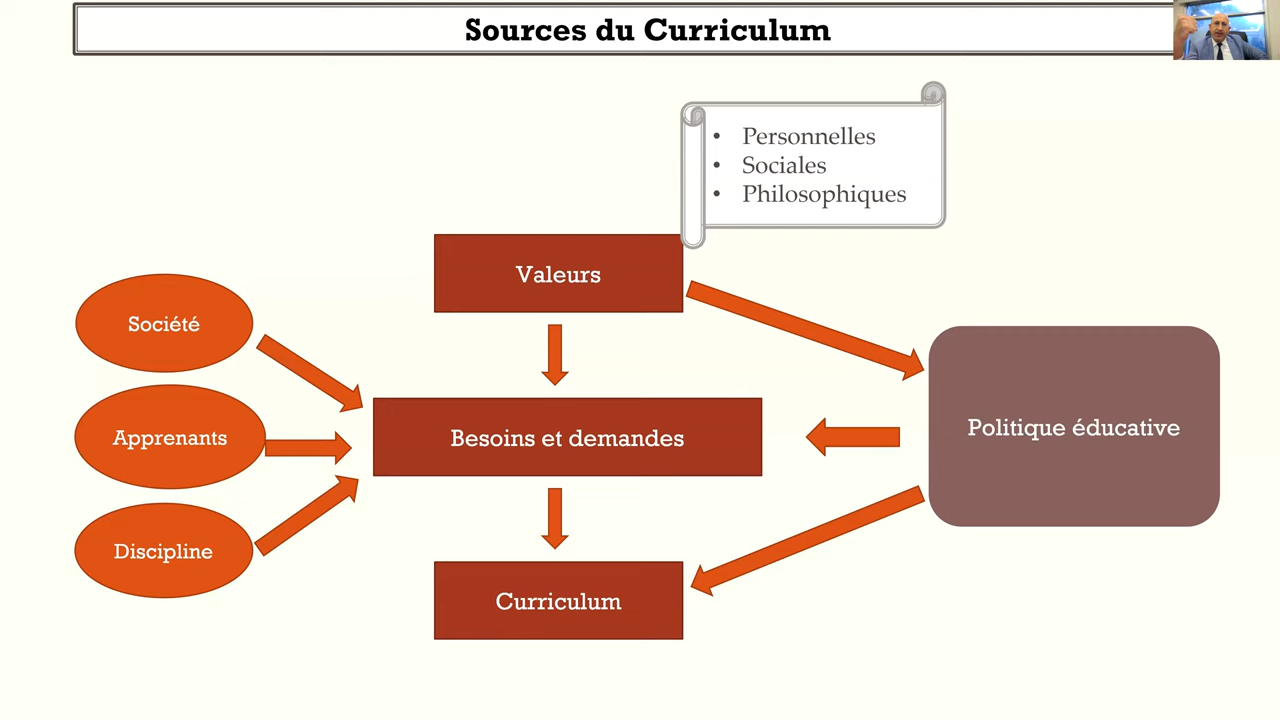 Sources du Curriculum
• Personnelles
• Sociales
• Philosophiques
Valeurs
Société
Apprenants
Discipline
Besoins et demandes
Politique éducative
Curriculum